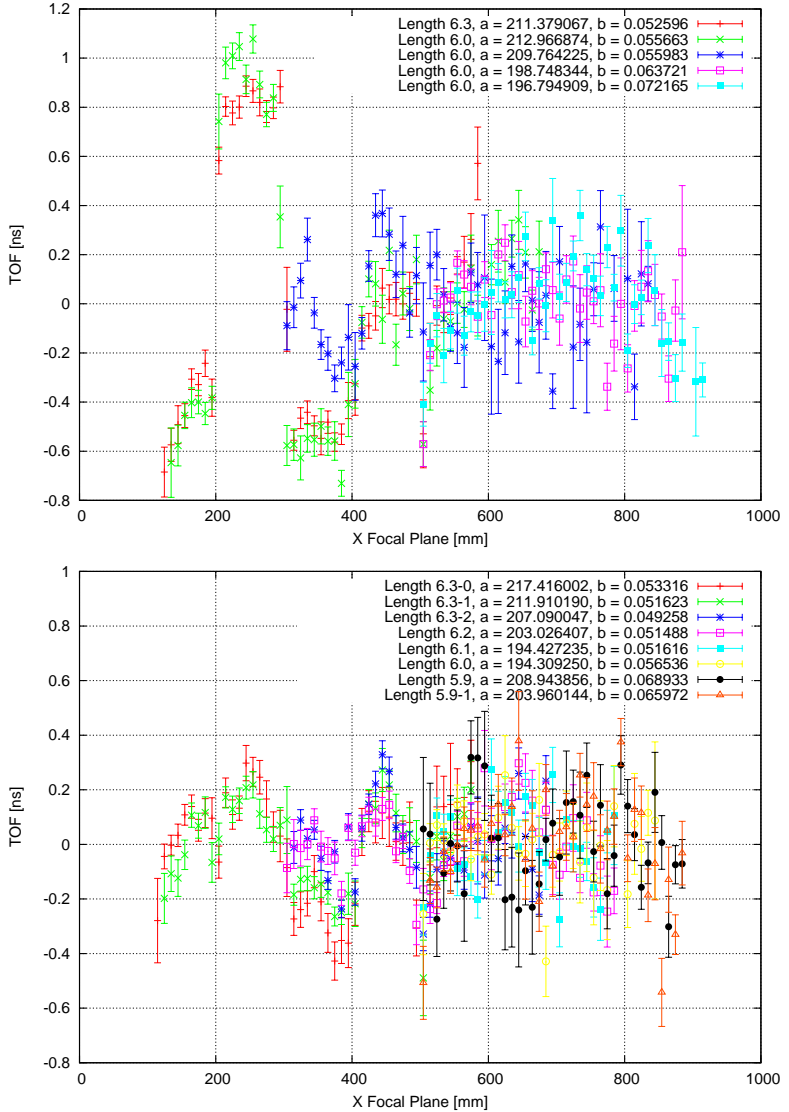 1.2
1
0.8
0.6
0.4
0.2
0
-0.2
-0.4
-0.6
-0.8
TOF [ns]
Length 6.3, a = 211.379067, b = 0.052596
Length 6.0, a = 212.966874, b = 0.055663
Length 6.0, a = 209.764225, b = 0.055983
Length 6.0, a = 198.748344, b = 0.063721
Length 6.0, a = 196.794909, b = 0.072165
0 200 400 600 800 1000
X Focal Plane [mm]
1
0.8
0.6
0.4
0.2
0
-0.2
-0.4
-0.6
-0.8
TOF [ns]
Length 6.3-0, a = 217.416002, b = 0.053316
Length 6.3-1, a = 211.910190, b = 0.051623
Length 6.3-2, a = 207.090047, b = 0.049258
Length 6.2, a = 203.026407, b = 0.051488
Length 6.1, a = 194.427235, b = 0.051616
Length 6.0, a = 194.309250, b = 0.056536
Length 5.9, a = 208.943856, b = 0.068933
Length 5.9-1, a = 203.960144, b = 0.065972
0 200 400 600 800 1000
X Focal Plane [mm]